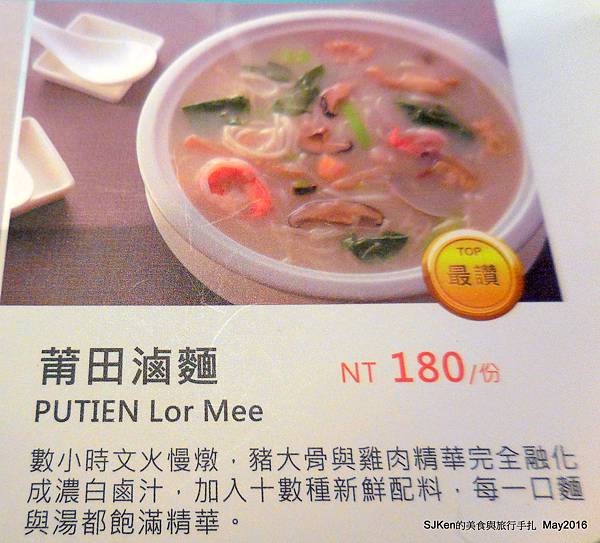 TOP
最讚
莆田滷麵
NT 180/份
PUTIEN Lor Mee
數小時文火慢燉，豬大骨與雞肉精華完全融化
成濃白鹵汁，加入十數種新鮮配料，每一口麵
與湯都飽滿精華。
SJKen的美食與旅行手扎 May2016